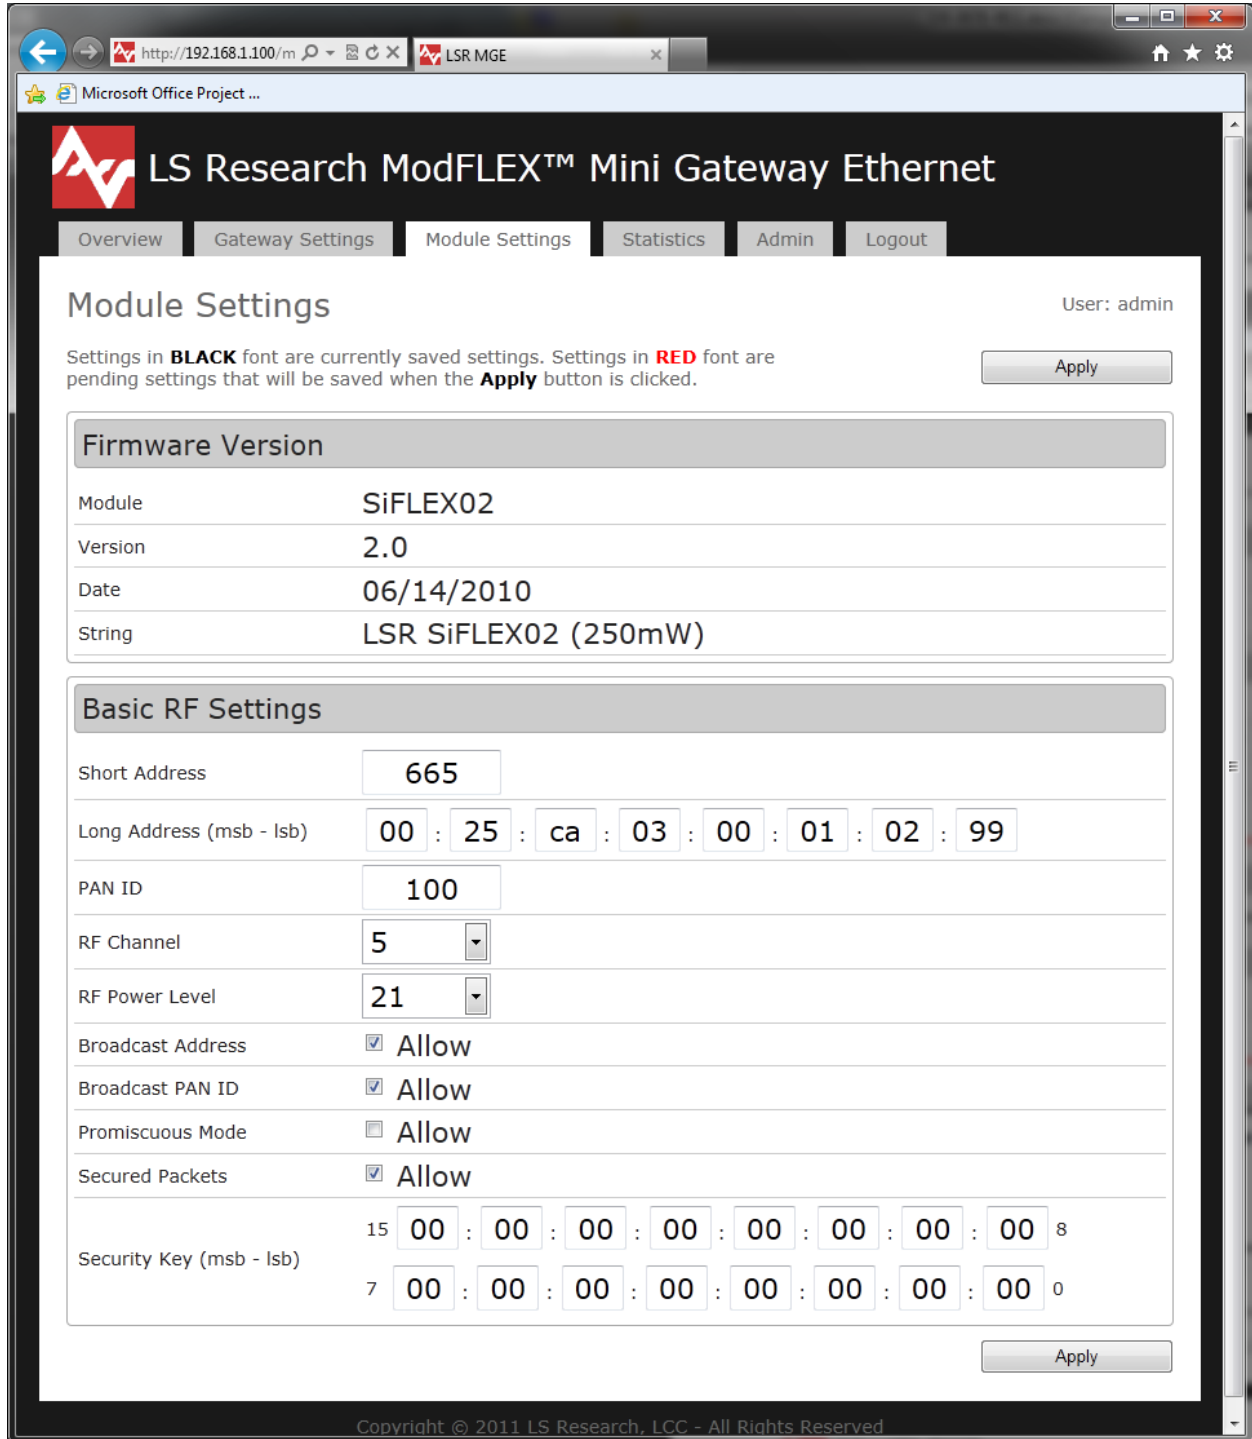 http://192.168.1.100/m
LSR MGE
Microsoft Office Project ...
LS Research ModFLEX™ Mini Gateway Ethernet
Overview Gateway Settings Module Settings Statistics Admin Logout
Module Settings
User: admin
Settings in BLACK font are currently saved settings. Settings in RED font are
pending settings that will be saved when the Apply button is clicked.
Apply
Firmware Version
Module SiFLEX02
Version 2.0
Date 06/14/2010
String LSR SiFLEX02 (250mW)
Basic RF Settings
Short Address 665
Long Address (msb - lsb) 00 : 25 : ca : 03 : 00 : 01 : 02 : 99
PAN ID 100
RF Channel 5
RF Power Level 21
Broadcast Address Allow
Broadcast PAN ID Allow
Promiscuous Mode Allow
Secured Packets Allow
Security Key (msb - lsb)
15 00 : 00 : 00 : 00 : 00 : 00 : 00 : 00 8
7 00 : 00 : 00 : 00 : 00 : 00 : 00 : 00 0
Apply
Copyright © 2011 LS Research, LCC - All Rights Reserved